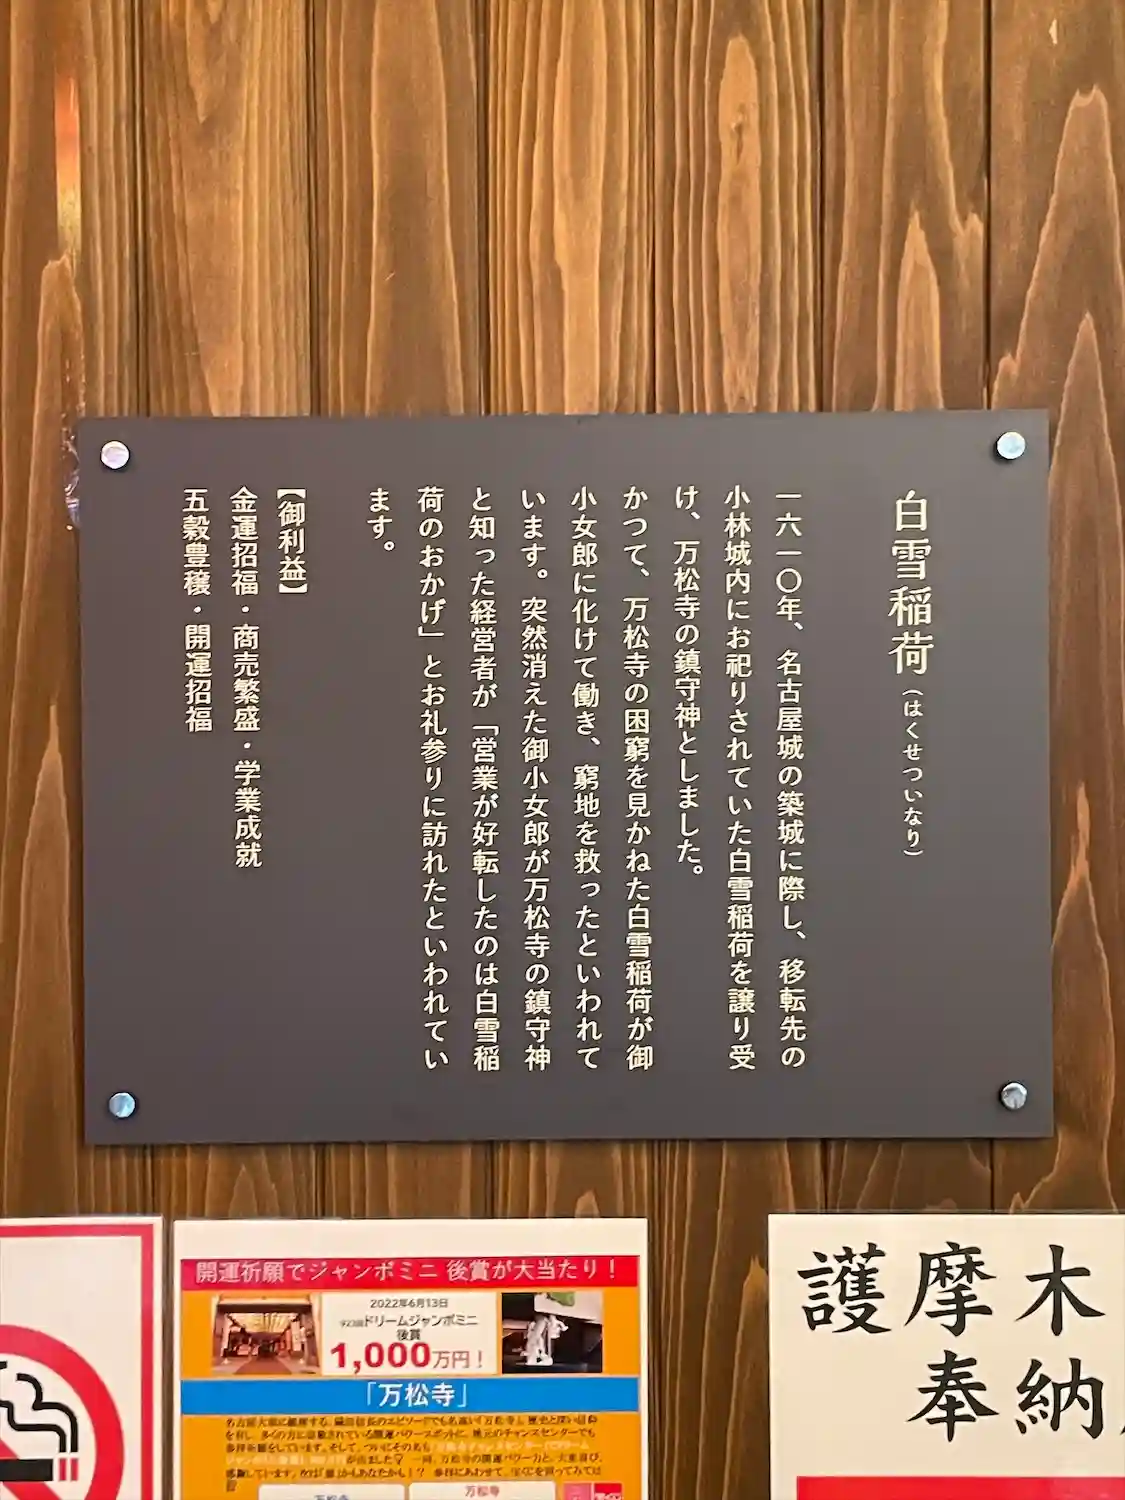 白雪稲荷(はくせついなり)
一六一〇年、名古屋城の築城に際し、移転先の
小林城内にお祀りされていた白雪稲荷を譲り受
け、万松寺の鎮守神としました。
かつて、万松寺の困窮を見かねた白雪稲荷が御
小女郎に化けて働き、窮地を救ったといわれて
います。突然消えた御小女郎が万松寺の鎮守神
と知った経営者が「営業が好転したのは白雪稲
荷のおかげ」とお礼参りに訪れたといわれてい
ます。
【御利益】
金運招福・商売繁盛・学業成就
五穀豊穣・開運招福
開運祈願でジャンボミニ 後賞が大当たり！
2022年6月13日
ドリームジャンボミニ
後賞
1,000万円！
「万松寺」
万松寺
万松寺
護摩木
奉納